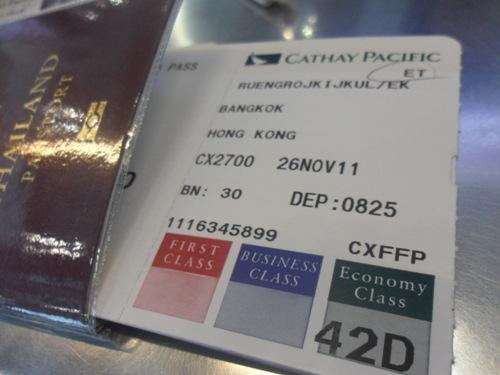 THAILAND
PASSPORT
PASS
CATHAY PACIFIC
ET
RUENGROJKIJKUL/EK
BANGKOK
HONG KONG
CX2700 26NOV11
BN: 30 DEP:0825
1116345899
CXFFP
FIRST CLASS
BUSINESS CLASS
Economy Class
42D